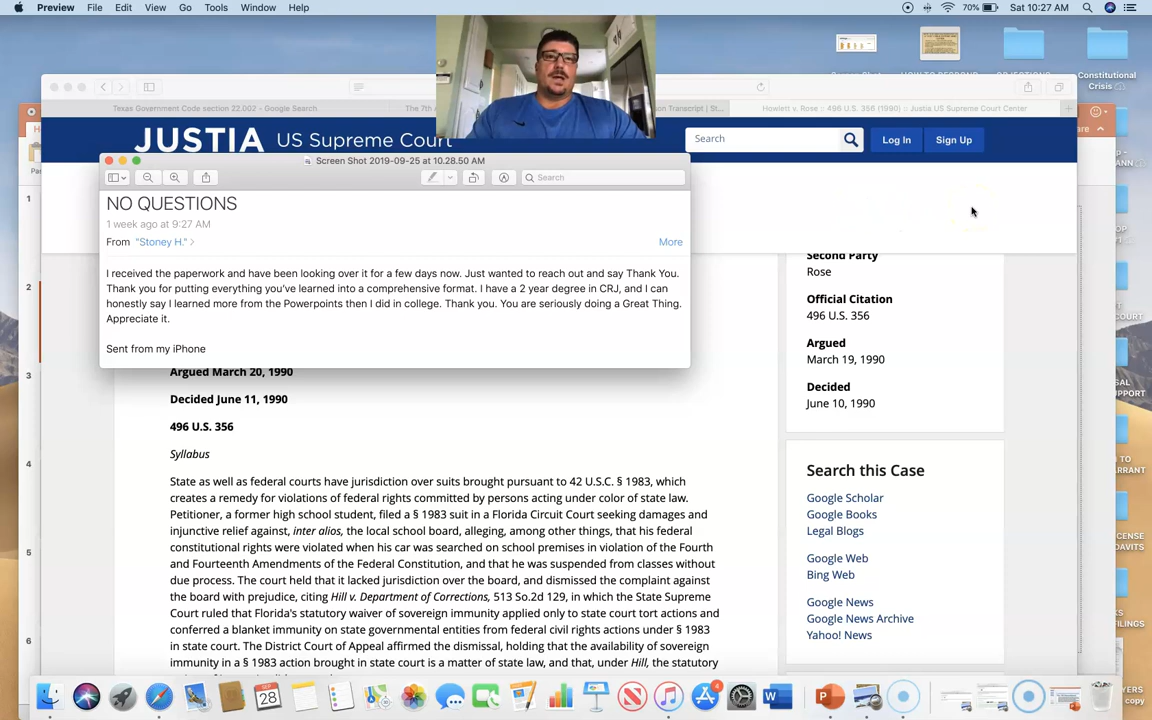 Preview File Edit View Go Tools Window Help 70% Sat 10:27 AM
Constitutional
Crisis
Texas Government Code section 22.002 - Google Search The 7th A Transcript | St... Howlett v. Rose :: 496 U.S. 356 (1990) :: Justia US Supreme Court Center
JUSTIA US Supreme Court Search Log In Sign Up
Screen Shot 2019-09-25 at 10.28.50 AM
Search
NO QUESTIONS
1 week ago at 9:27 AM
From "Stoney H." > More
I received the paperwork and have been looking over it for a few days now. Just wanted to reach out and say Thank You.
Thank you for putting everything you've learned into a comprehensive format. I have a 2 year degree in CRJ, and I can
honestly say I learned more from the Powerpoints then I did in college. Thank you. You are seriously doing a Great Thing.
Appreciate it.
Sent from my iPhone
Argued March 20, 1990
Decided June 11, 1990
496 U.S. 356
Syllabus
State as well as federal courts have jurisdiction over suits brought pursuant to 42 U.S.C. § 1983, which
creates a remedy for violations of federal rights committed by persons acting under color of state law.
Petitioner, a former high school student, filed a § 1983 suit in a Florida Circuit Court seeking damages and
injunctive relief against, inter alios, the local school board, alleging, among other things, that his federal
constitutional rights were violated when his car was searched on school premises in violation of the Fourth
and Fourteenth Amendments of the Federal Constitution, and that he was suspended from classes without
due process. The court held that it lacked jurisdiction over the board, and dismissed the complaint against
the board with prejudice, citing Hill v. Department of Corrections, 513 So.2d 129, in which the State Supreme
Court ruled that Florida's statutory waiver of sovereign immunity applied only to state court tort actions and
conferred a blanket immunity on state governmental entities from federal civil rights actions under § 1983
in state court. The District Court of Appeal affirmed the dismissal, holding that the availability of sovereign
immunity in a § 1983 action brought in state court is a matter of state law, and that, under Hill, the statutory
Second Party
Rose
Official Citation
496 U.S. 356
Argued
March 19, 1990
Decided
June 10, 1990
Search this Case
Google Scholar
Google Books
Legal Blogs
Google Web
Bing Web
Google News
Google News Archive
Yahoo! News
1
2
3
4
5
6
SEP
28
4